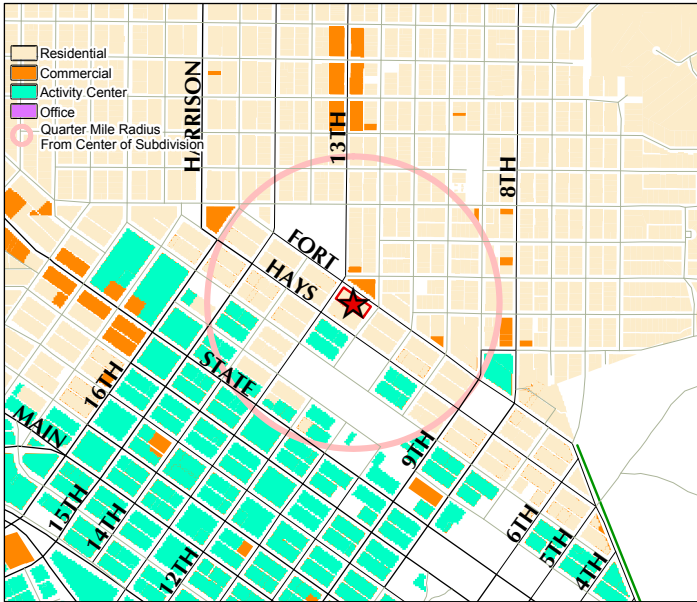 Residential
Commercial
Activity Center
Office
Quarter Mile Radius
From Center of Subdivision
HARRISON
13TH
8TH
FORT
HAYS
STATE
16TH
MAIN
9TH
15TH
14TH
12TH
6TH
5TH
4TH